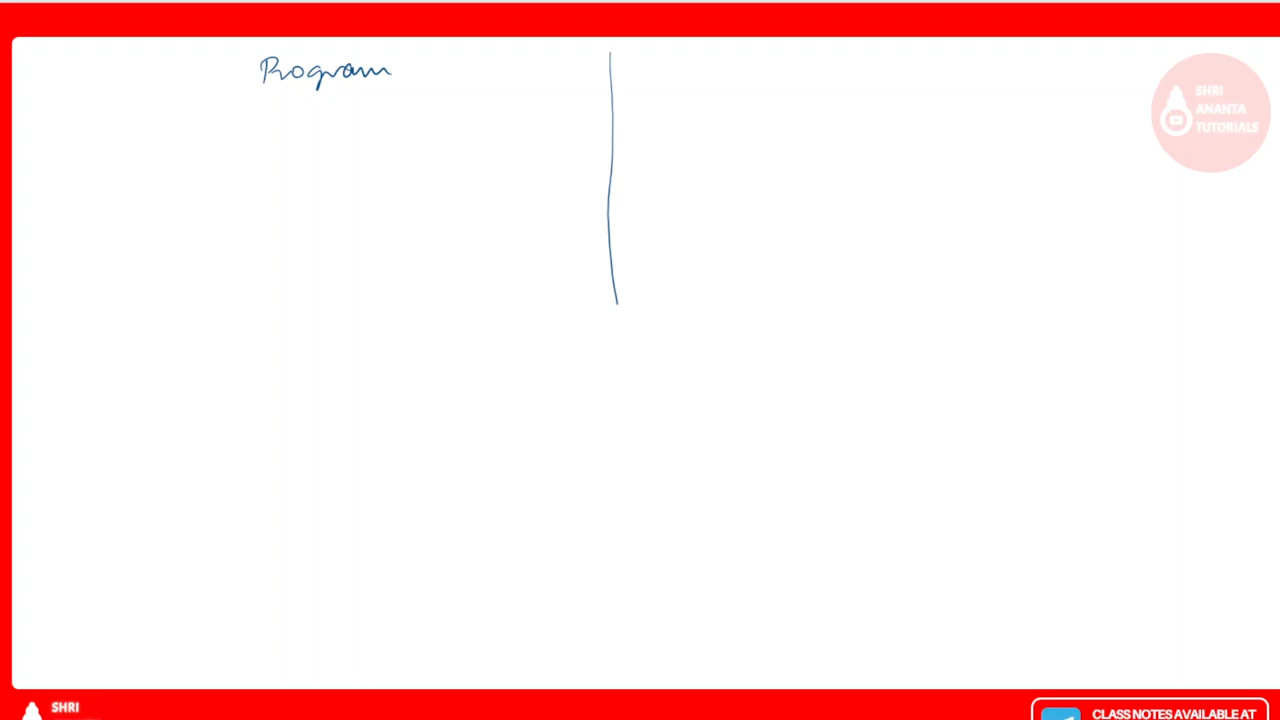 Program
SHRI
ANANTA
TUTORIALS
SHRI
CLASS NOTES AVAILABLE AT